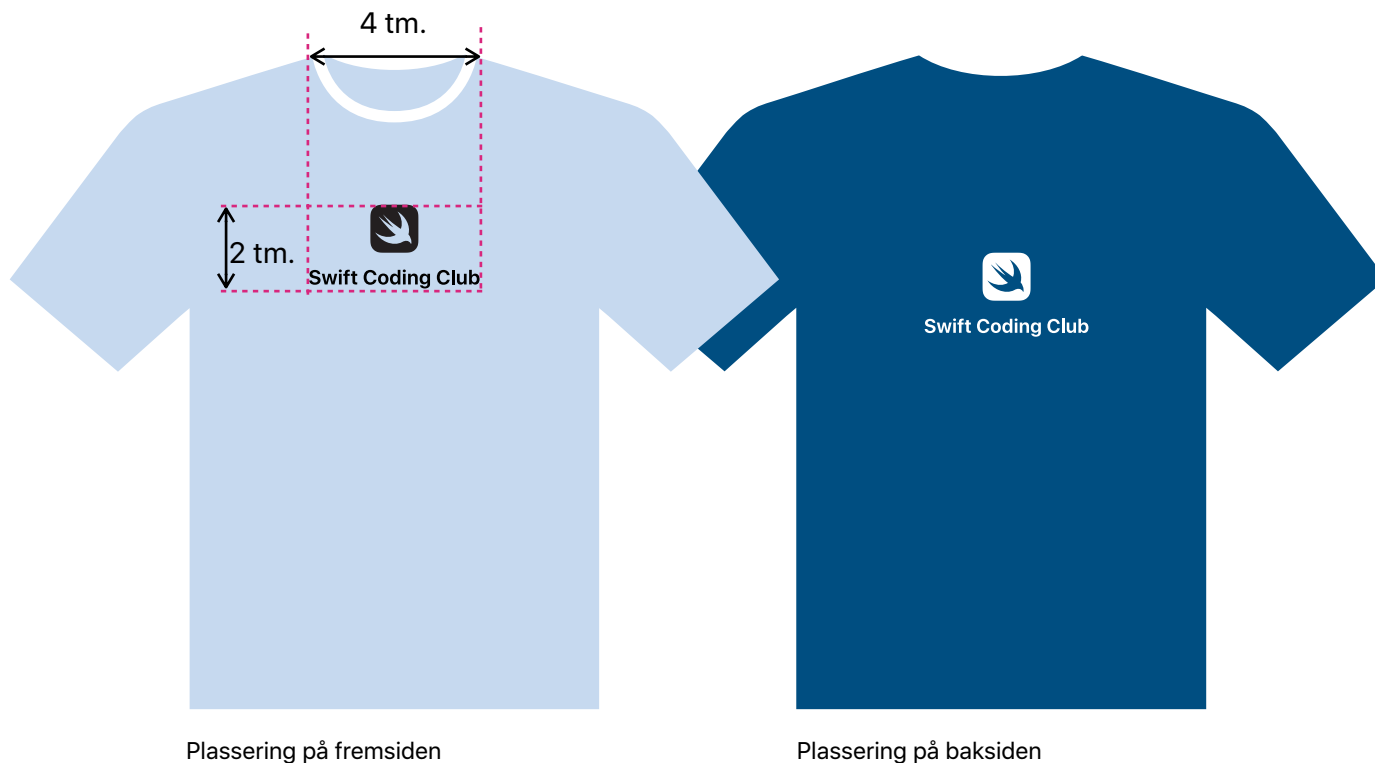 4 tm.
2 tm.
Swift Coding Club
Swift Coding Club
Plassering på fremsiden
Plassering på baksiden